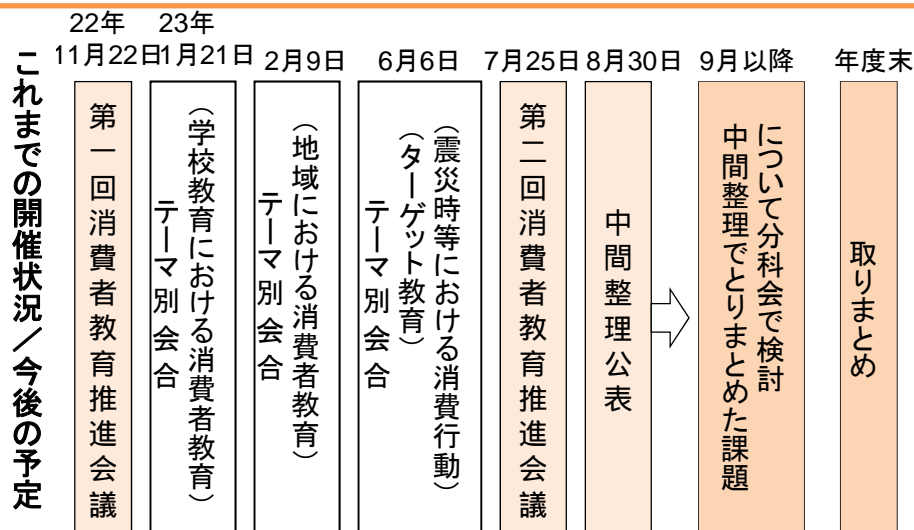 これまでの開催状況／今後の予定
22年
11月22日
第一回消費者教育推進会議
23年
1月21日
テーマ別会合
（学校教育における消費者教育）
2月9日
テーマ別会合
（地域における消費者教育）
6月6日
テーマ別会合
（ターゲット教育）
（震災時等における消費行動）
7月25日
第二回消費者教育推進会議
8月30日
中間整理公表
9月以降
中間整理でとりまとめた課題
について分科会で検討
年度末
取りまとめ